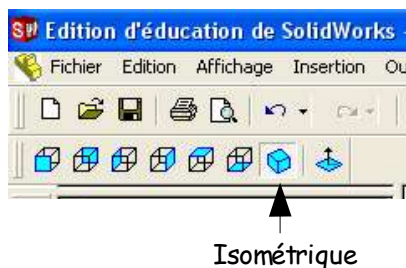 SW Edition d'éducation de SolidWorks -
Fichier Edition Affichage Insertion Ou
Isométrique